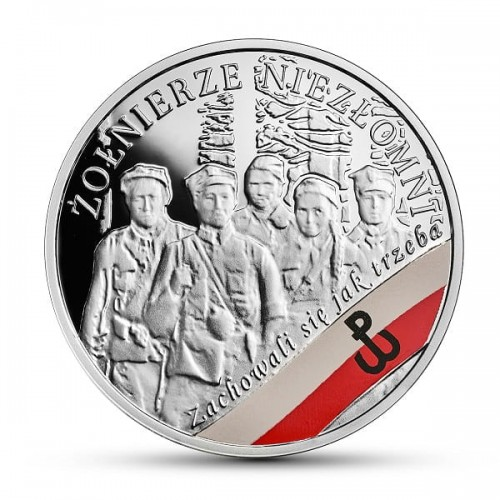 ŻOŁNIERZE NIEZŁOMNI
Zachowali się jak trzeba